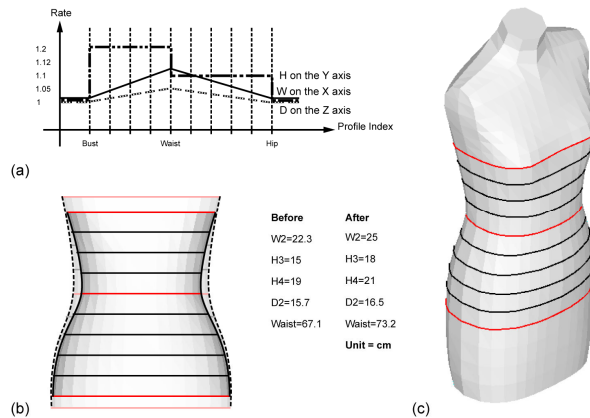 Rate
1.2
1.12
1.1
1.05
1
H on the Y axis
W on the X axis
D on the Z axis
Profile Index
Bust
Waist
Hip
(a)
Before After
W2=22.3 W2=25
H3=15 H3=18
H4=19 H4=21
D2=15.7 D2=16.5
Waist=67.1 Waist=73.2
Unit = cm
(b)
(c)